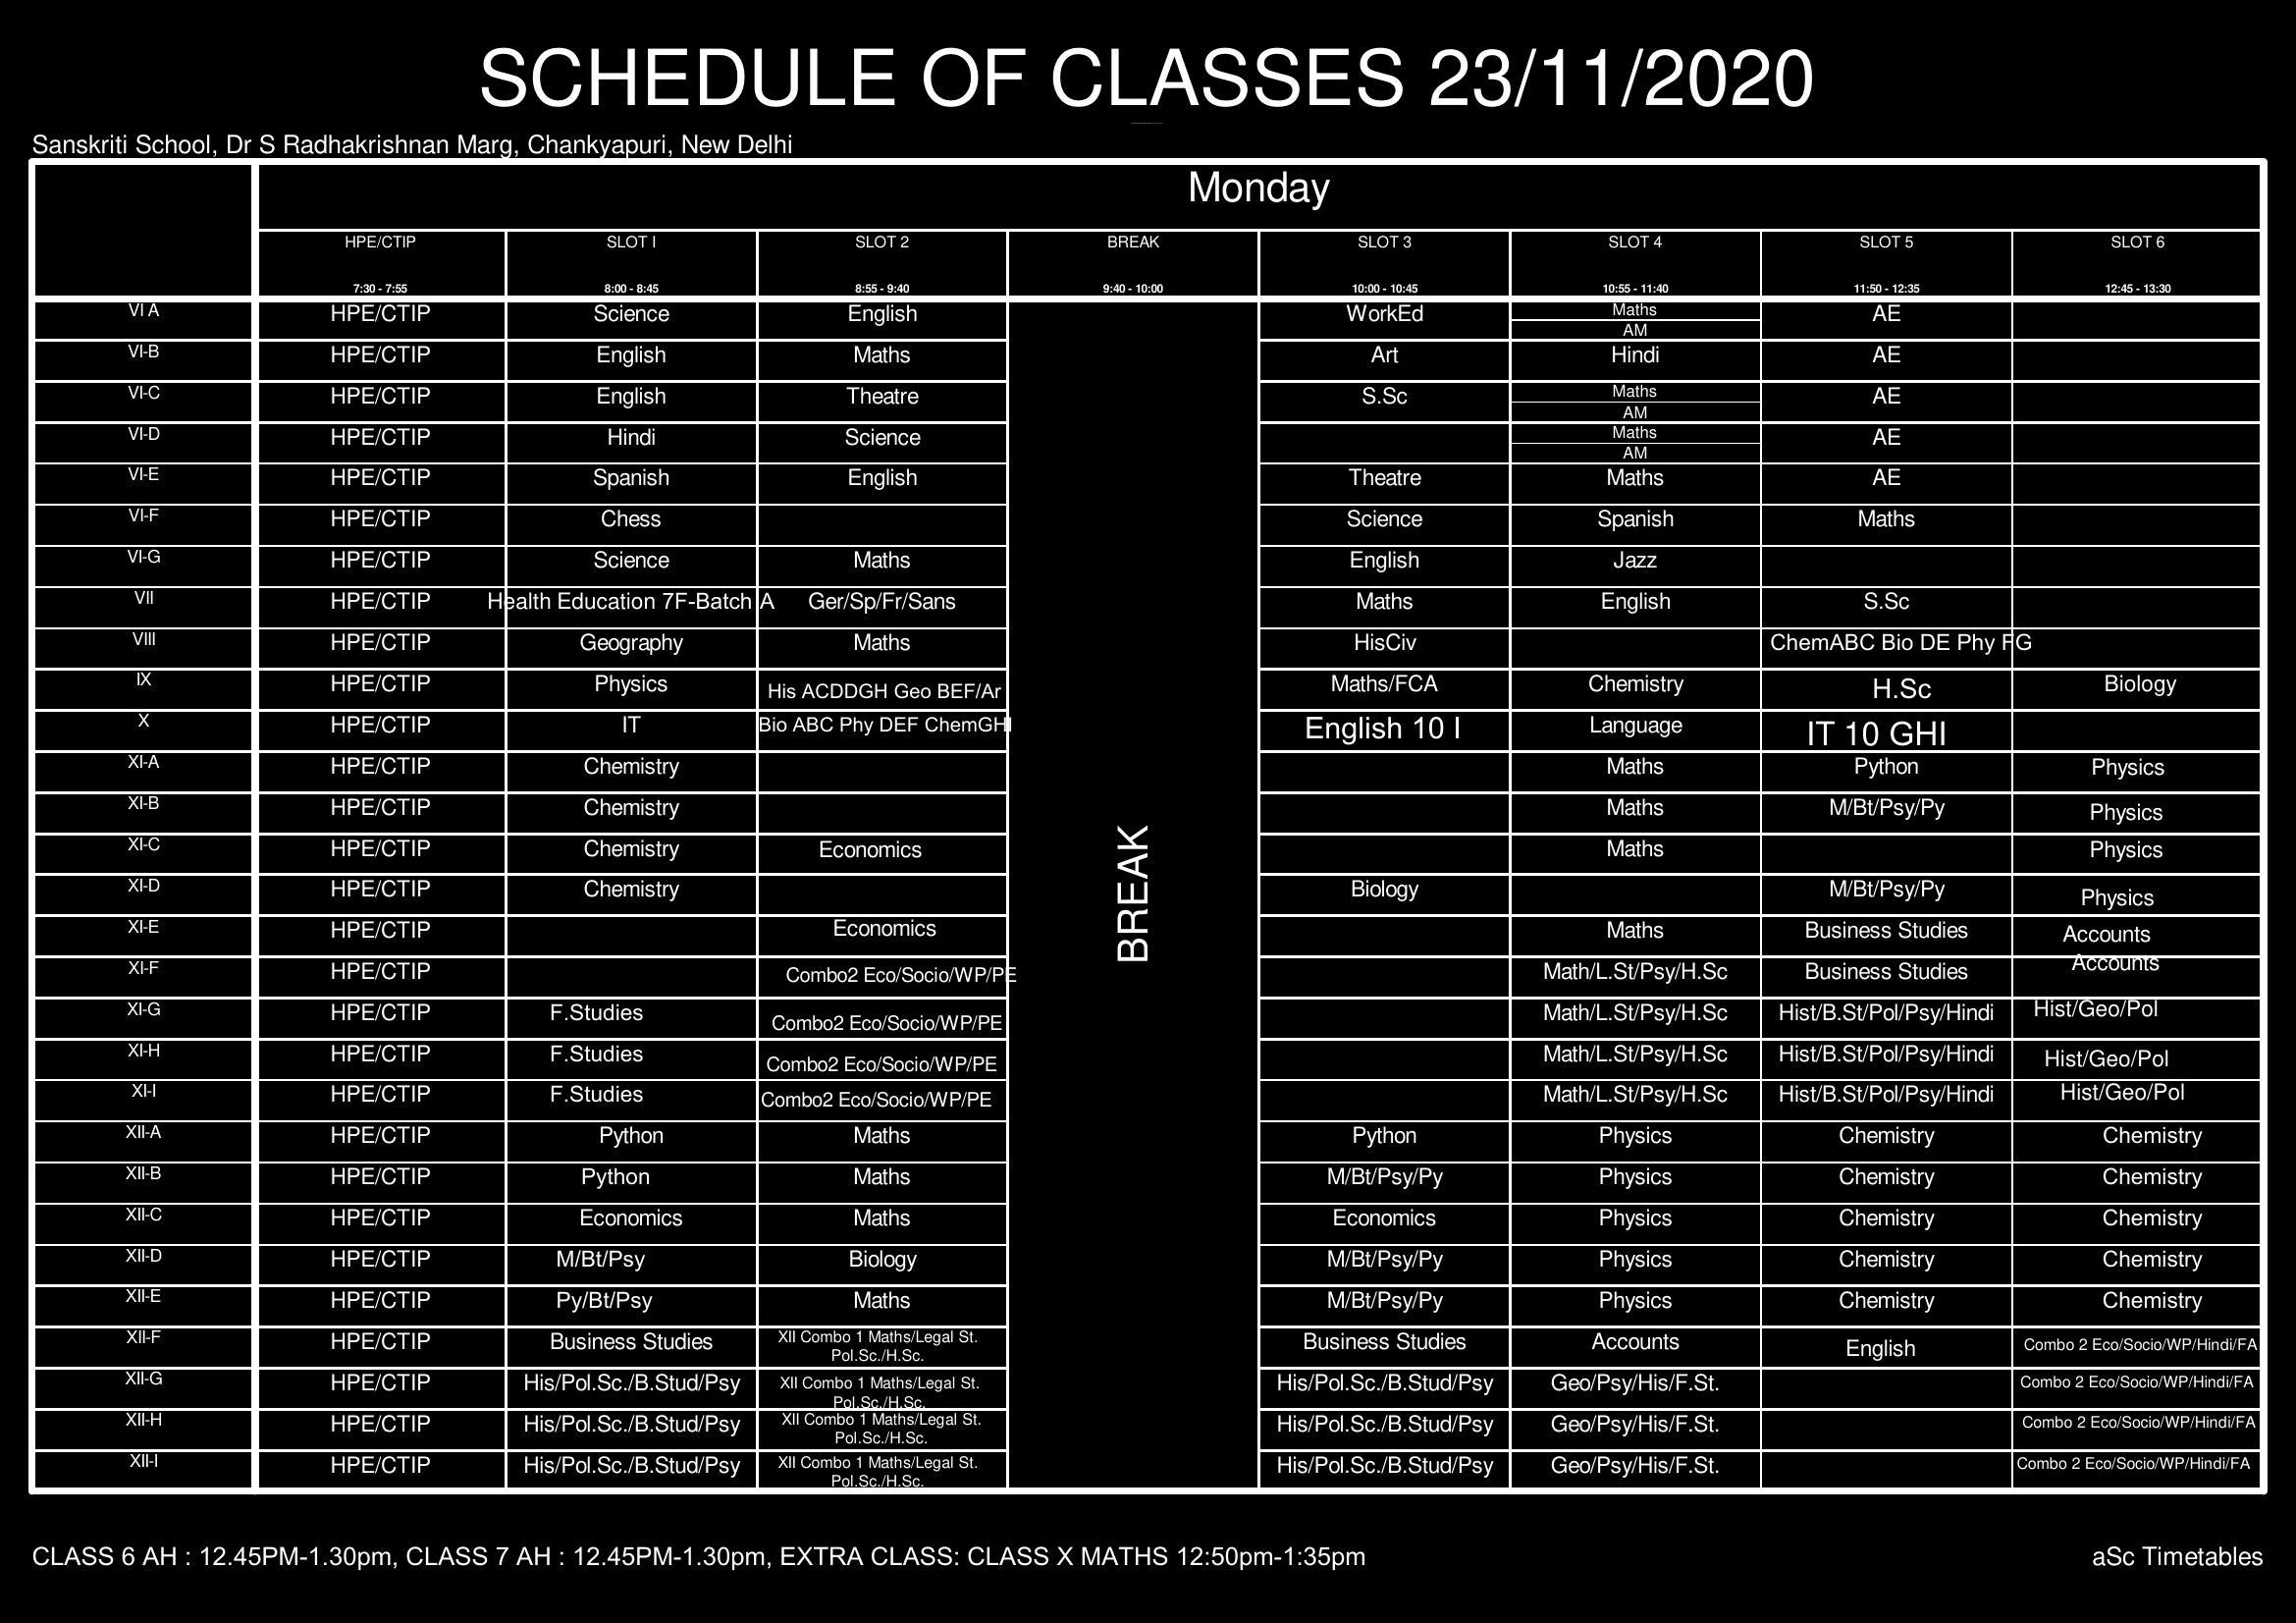 SCHEDULE OF CLASSES 23/11/2020
Sanskriti School, Dr S Radhakrishnan Marg, Chankyapuri, New Delhi
Monday
HPE/CTIP SLOT I SLOT 2 BREAK SLOT 3 SLOT 4 SLOT 5 SLOT 6
7:30 - 7:55 8:00 - 8:45 8:55 - 9:40 9:40 - 10:00 10:00 - 10:45 10:55 - 11:40 11:50 - 12:35 12:45 - 13:30
VI A HPE/CTIP Science English WorkEd Maths AE
AM
VI-B HPE/CTIP English Maths Art Hindi AE
VI-C HPE/CTIP English Theatre S.Sc Maths AE
AM
VI-D HPE/CTIP Hindi Science Maths AE
AM
VI-E HPE/CTIP Spanish English Theatre Maths AE
VI-F HPE/CTIP Chess Science Spanish Maths
VI-G HPE/CTIP Science Maths English Jazz
VII HPE/CTIP Health Education 7F-Batch A Ger/Sp/Fr/Sans Maths English S.Sc
VIII HPE/CTIP Geography Maths HisCiv ChemABC Bio DE Phy FG
IX HPE/CTIP Physics His ACDDGH Geo BEF/Ar Maths/FCA Chemistry H.Sc Biology
X HPE/CTIP IT Bio ABC Phy DEF ChemGHI English 10 I Language IT 10 GHI
XI-A HPE/CTIP Chemistry Maths Python Physics
XI-B HPE/CTIP Chemistry Maths M/Bt/Psy/Py Physics
XI-C HPE/CTIP Chemistry Economics Maths Physics
XI-D HPE/CTIP Chemistry Biology M/Bt/Psy/Py Physics
BREAK
XI-E HPE/CTIP Economics Maths Business Studies Accounts
XI-F HPE/CTIP Combo2 Eco/Socio/WP/PE Math/L.St/Psy/H.Sc Business Studies Accounts
XI-G HPE/CTIP F.Studies Combo2 Eco/Socio/WP/PE Math/L.St/Psy/H.Sc Hist/B.St/Pol/Psy/Hindi Hist/Geo/Pol
XI-H HPE/CTIP F.Studies Combo2 Eco/Socio/WP/PE Math/L.St/Psy/H.Sc Hist/B.St/Pol/Psy/Hindi Hist/Geo/Pol
XI-I HPE/CTIP F.Studies Combo2 Eco/Socio/WP/PE Math/L.St/Psy/H.Sc Hist/B.St/Pol/Psy/Hindi Hist/Geo/Pol
XII-A HPE/CTIP Python Maths Python Physics Chemistry Chemistry
XII-B HPE/CTIP Python Maths M/Bt/Psy/Py Physics Chemistry Chemistry
XII-C HPE/CTIP Economics Maths Economics Physics Chemistry Chemistry
XII-D HPE/CTIP M/Bt/Psy Biology M/Bt/Psy/Py Physics Chemistry Chemistry
XII-E HPE/CTIP Py/Bt/Psy Maths M/Bt/Psy/Py Physics Chemistry Chemistry
XII-F HPE/CTIP Business Studies XII Combo 1 Maths/Legal St. Business Studies Accounts English Combo 2 Eco/Socio/WP/Hindi/FA
Pol.Sc./H.Sc.
XII-G HPE/CTIP His/Pol.Sc./B.Stud/Psy XII Combo 1 Maths/Legal St. His/Pol.Sc./B.Stud/Psy Geo/Psy/His/F.St. Combo 2 Eco/Socio/WP/Hindi/FA
Pol.Sc./H.Sc.
XII-H HPE/CTIP His/Pol.Sc./B.Stud/Psy XII Combo 1 Maths/Legal St. His/Pol.Sc./B.Stud/Psy Geo/Psy/His/F.St. Combo 2 Eco/Socio/WP/Hindi/FA
Pol.Sc./H.Sc.
XII-I HPE/CTIP His/Pol.Sc./B.Stud/Psy XII Combo 1 Maths/Legal St. His/Pol.Sc./B.Stud/Psy Geo/Psy/His/F.St. Combo 2 Eco/Socio/WP/Hindi/FA
Pol.Sc./H.Sc.
CLASS 6 AH : 12.45PM-1.30pm, CLASS 7 AH : 12.45PM-1.30pm, EXTRA CLASS: CLASS X MATHS 12:50pm-1:35pm aSc Timetables